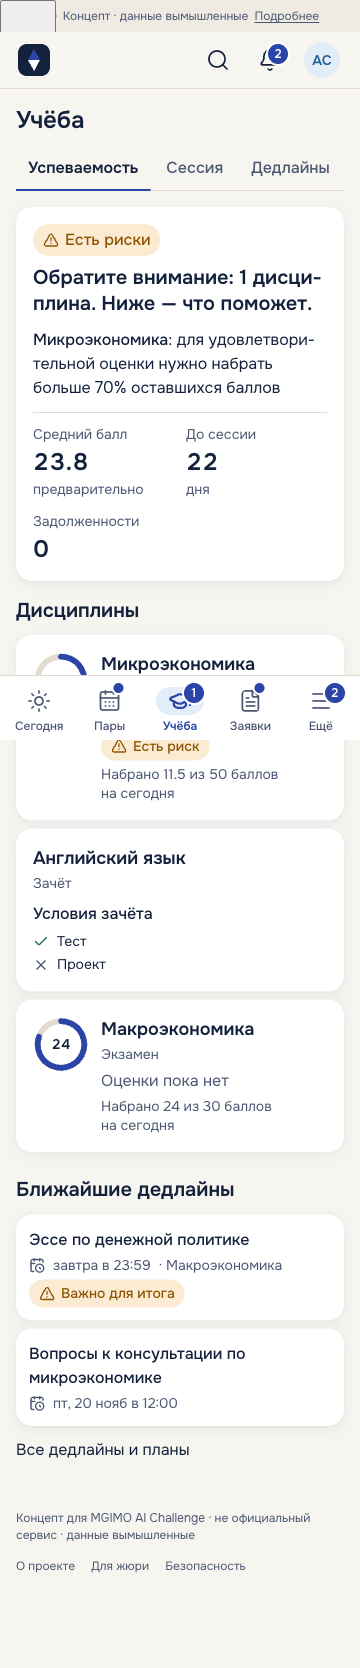 Концепт · данные вымышленные Подробнее
2
АС
Учёба
Успеваемость Сессия Дедлайны
Есть риски
Обратите внимание: 1 дисци-
плина. Ниже — что поможет.
Микроэкономика: для удовлетвори-
тельной оценки нужно набрать
больше 70% оставшихся баллов
Средний балл До сессии
23.8 22
предварительно дня
Задолженности
0
Дисциплины
Микроэкономика
1 2
Сегодня Пары Учёба Заявки Ещё
Есть риск
Набрано 11.5 из 50 баллов
на сегодня
Английский язык
Зачёт
Условия зачёта
Тест
Проект
24
Макроэкономика
Экзамен
Оценки пока нет
Набрано 24 из 30 баллов
на сегодня
Ближайшие дедлайны
Эссе по денежной политике
завтра в 23:59 · Макроэкономика
Важно для итога
Вопросы к консультации по
микроэкономике
пт, 20 нояб в 12:00
Все дедлайны и планы
Концепт для MGIMO AI Challenge · не официальный
сервис · данные вымышленные
О проекте Для жюри Безопасность